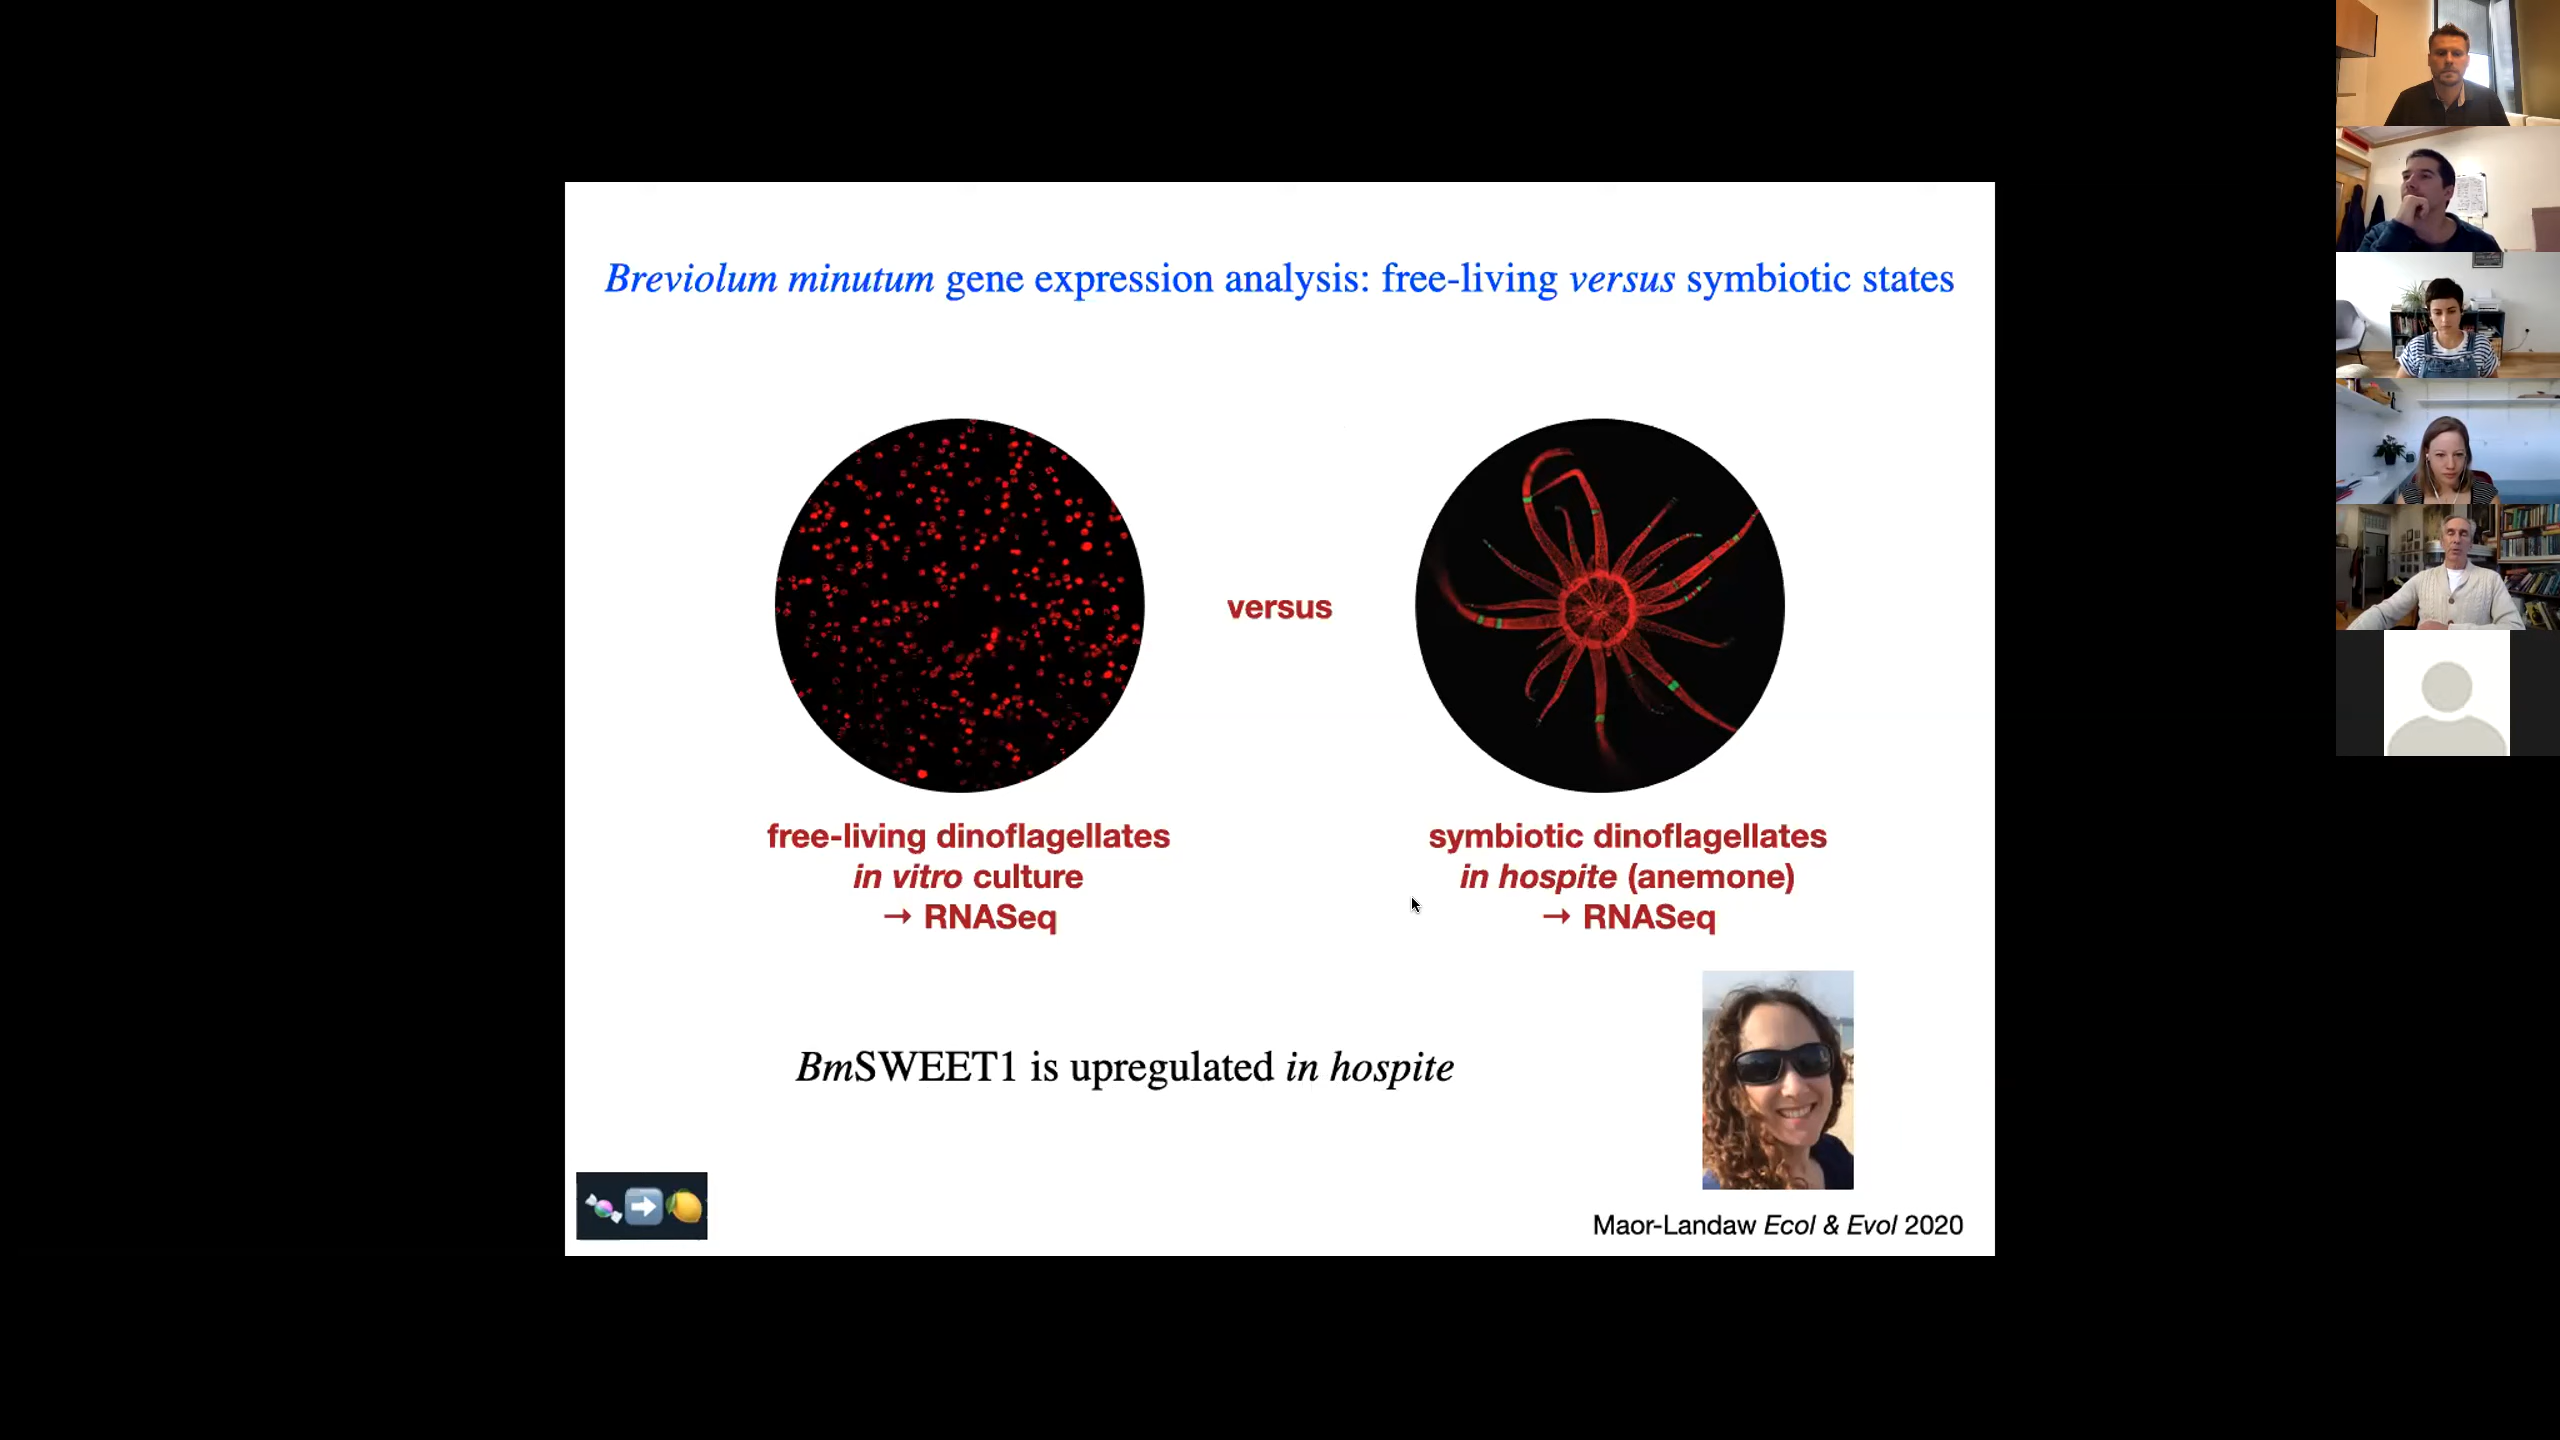 Breviolum minutum gene expression analysis: free-living versus symbiotic states
versus
free-living dinoflagellates
in vitro culture
→ RNASeq
symbiotic dinoflagellates
in hospite (anemone)
→ RNASeq
BmSWEET1 is upregulated in hospite
Maor-Landaw Ecol & Evol 2020